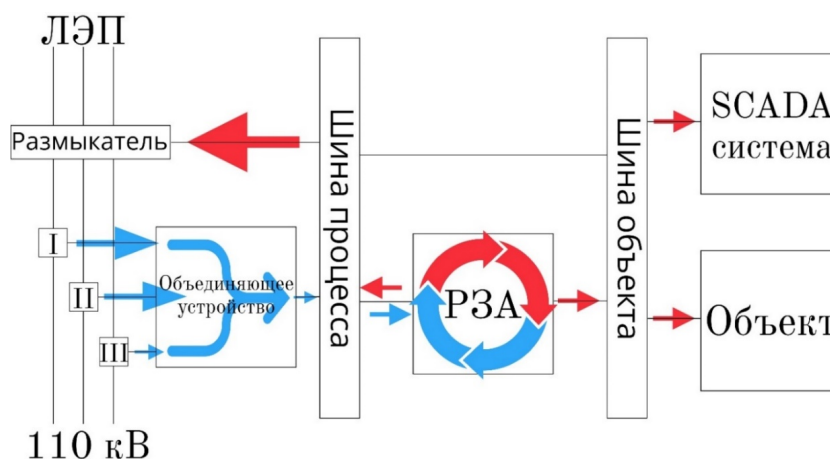 ЛЭП
Размыкатель
I
II
III
Объединяющее
устройство
110 кВ
Шина процесса
РЗА
Шина объекта
SCADA
система
Объект